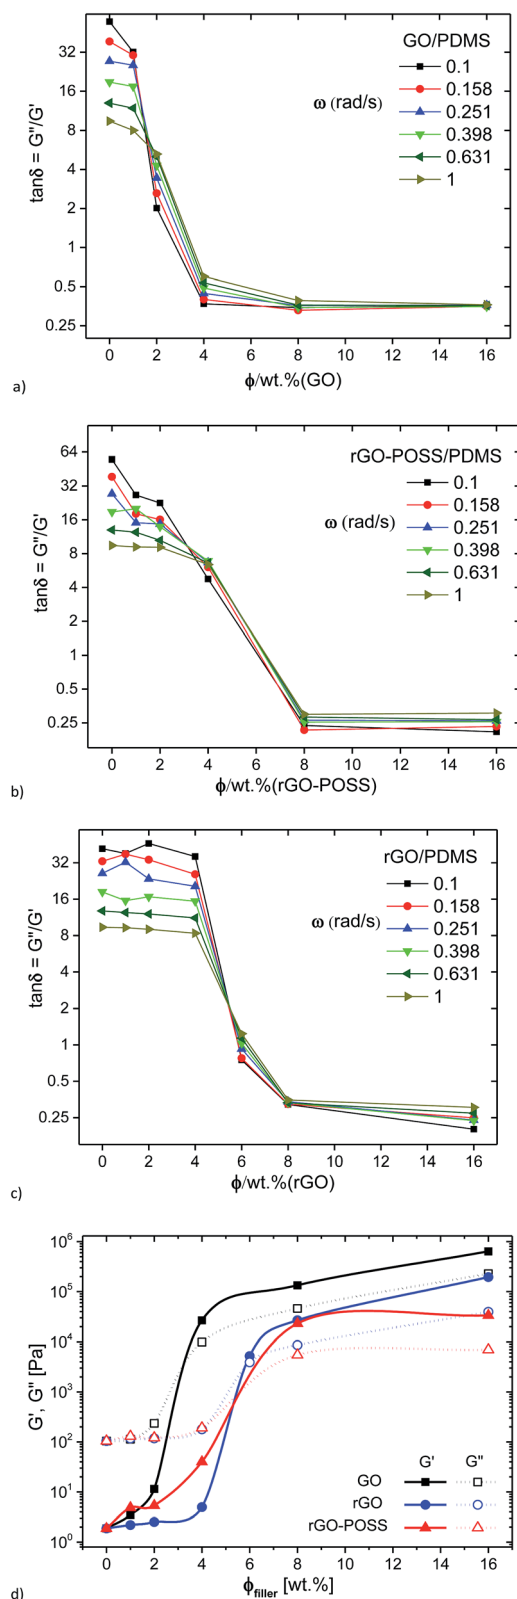 GO/PDMS
ω (rad/s)
0.1
0.158
0.251
0.398
0.631
1
tanδ = G"/G'
32
16
8
4
2
1
0.5
0.25
0 2 4 6 8 10 12 14 16
ϕ/wt.%(GO)
a)
rGO-POSS/PDMS
ω (rad/s)
0.1
0.158
0.251
0.398
0.631
1
tanδ = G"/G'
64
32
16
8
4
2
1
0.5
0.25
0 2 4 6 8 10 12 14 16
ϕ/wt.%(rGO-POSS)
b)
rGO/PDMS
ω (rad/s)
0.1
0.158
0.251
0.398
0.631
1
tanδ = G"/G'
32
16
8
4
2
1
0.5
0.25
0 2 4 6 8 10 12 14 16
ϕ/wt.%(rGO)
c)
G', G" [Pa]
10⁶
10⁵
10⁴
10³
10²
10¹
10⁰
G' G"
GO
rGO
rGO-POSS
0 2 4 6 8 10 12 14 16
ϕfiller [wt.%]
d)